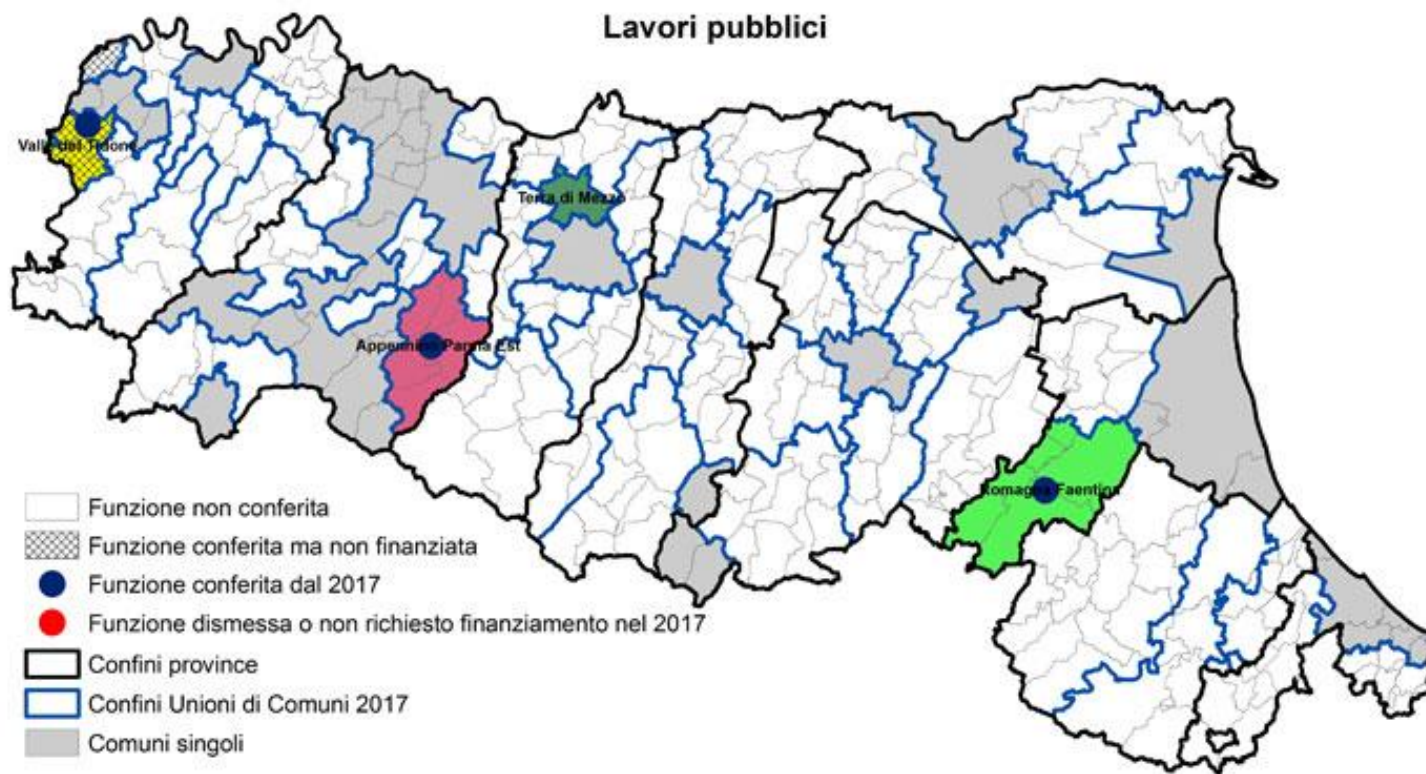 Lavori pubblici
Terra di Mezzo
Appennino Parma Est
Romagna Faentina
Funzione non conferita
Funzione conferita ma non finanziata
Funzione conferita dal 2017
Funzione dismessa o non richiesto finanziamento nel 2017
Confini province
Confini Unioni di Comuni 2017
Comuni singoli